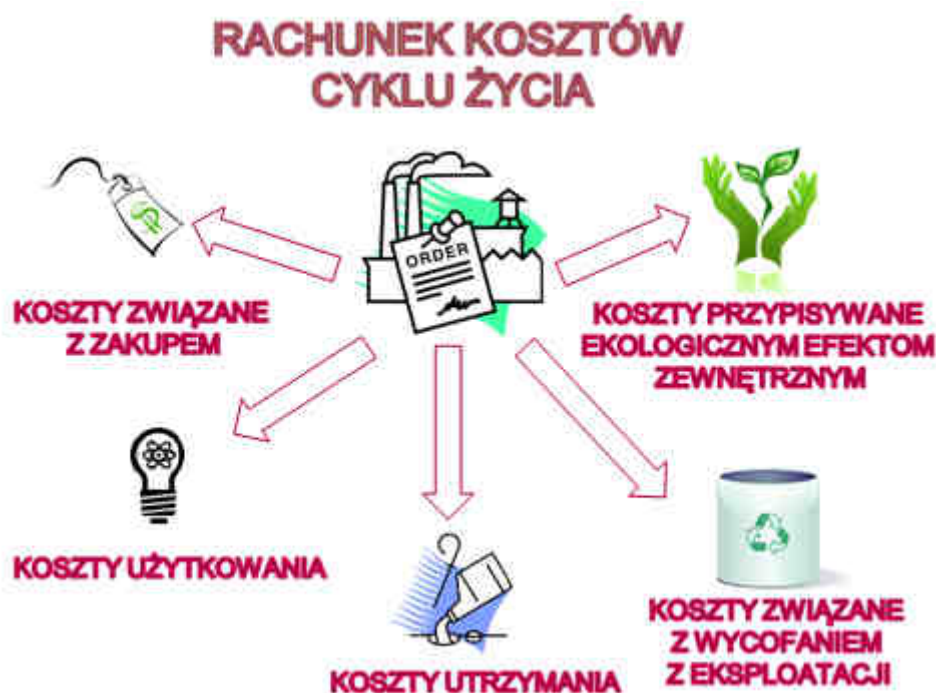 RACHUNEK KOSZTÓW
CYKLU ŻYCIA
ORDER
KOSZTY ZWIĄZANE
Z ZAKUPEM
KOSZTY PRZYPISYWANE
EKOLOGICZNYM EFEKTOM
ZEWNĘTRZNYM
KOSZTY UŻYTKOWANIA
KOSZTY UTRZYMANIA
KOSZTY ZWIĄZANE
Z WYCOFANIEM
Z EKSPLOATACJI